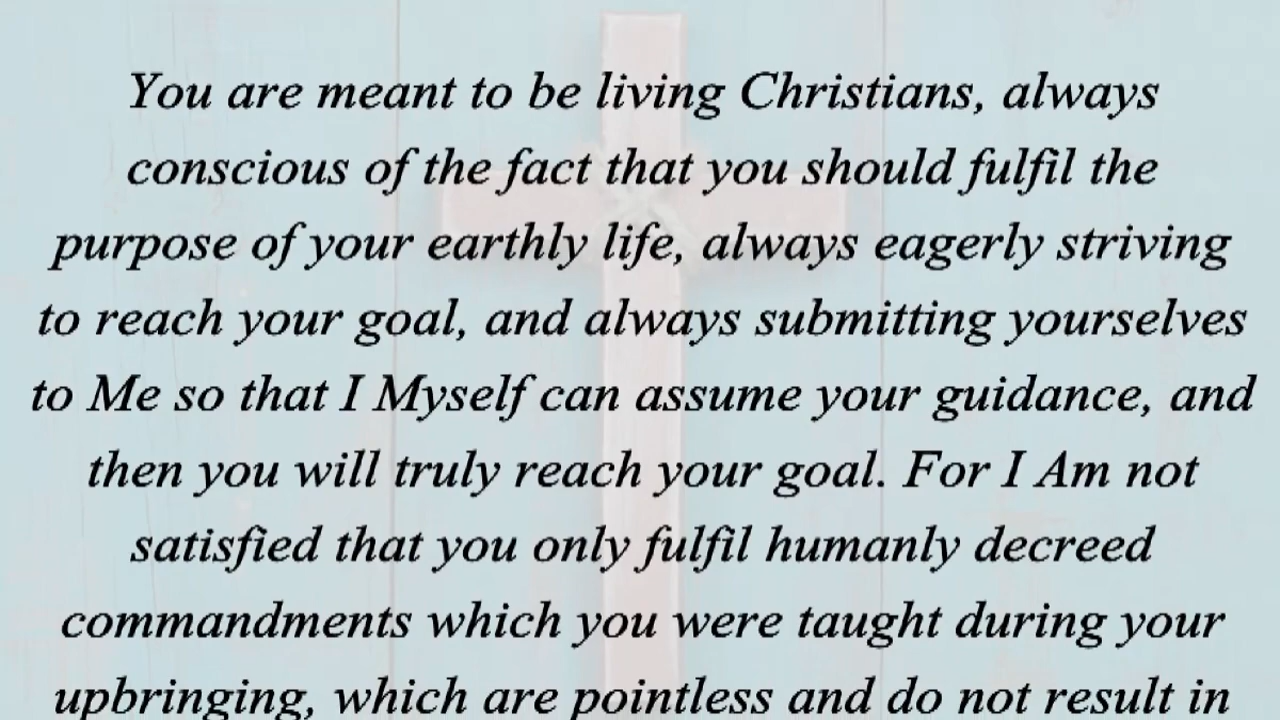 You are meant to be living Christians, always
conscious of the fact that you should fulfil the
purpose of your earthly life, always eagerly striving
to reach your goal, and always submitting yourselves
to Me so that I Myself can assume your guidance, and
then you will truly reach your goal. For I Am not
satisfied that you only fulfil humanly decreed
commandments which you were taught during your
upbringing, which are pointless and do not result in